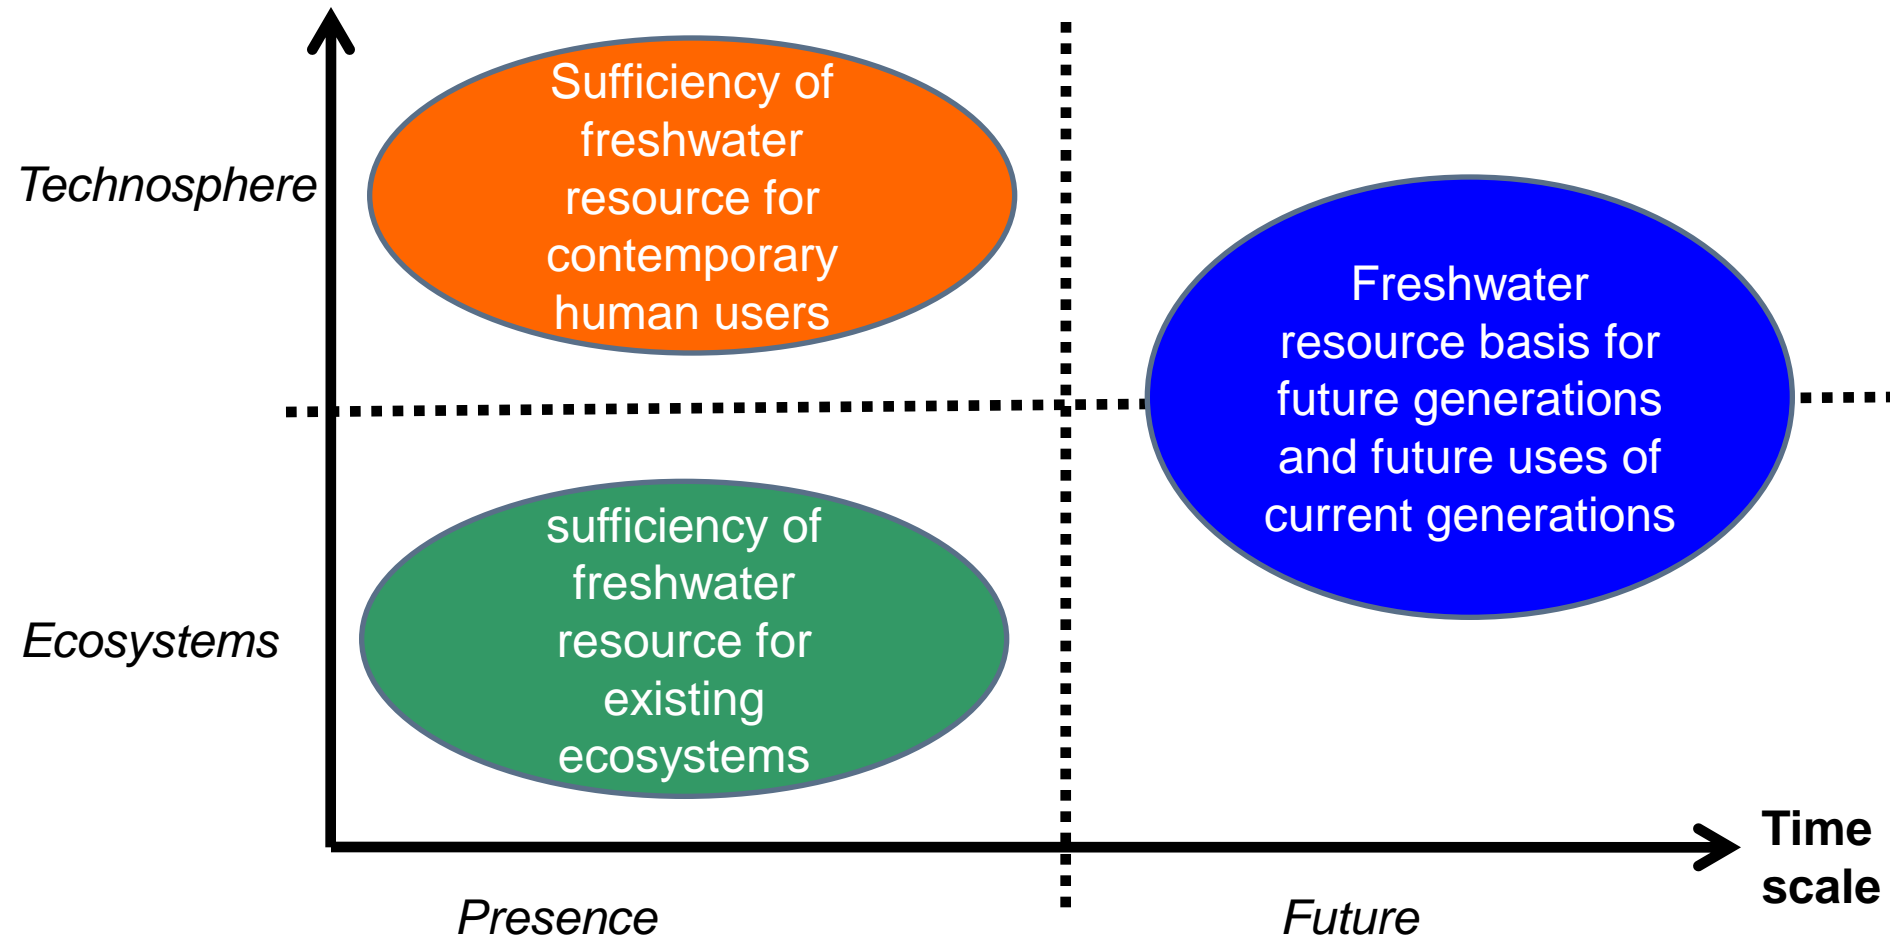 Technosphere
Sufficiency of
freshwater
resource for
contemporary
human users
Freshwater
resource basis for
future generations
and future uses of
current generations
Ecosystems
sufficiency of
freshwater
resource for
existing
ecosystems
Time
scale
Presence
Future